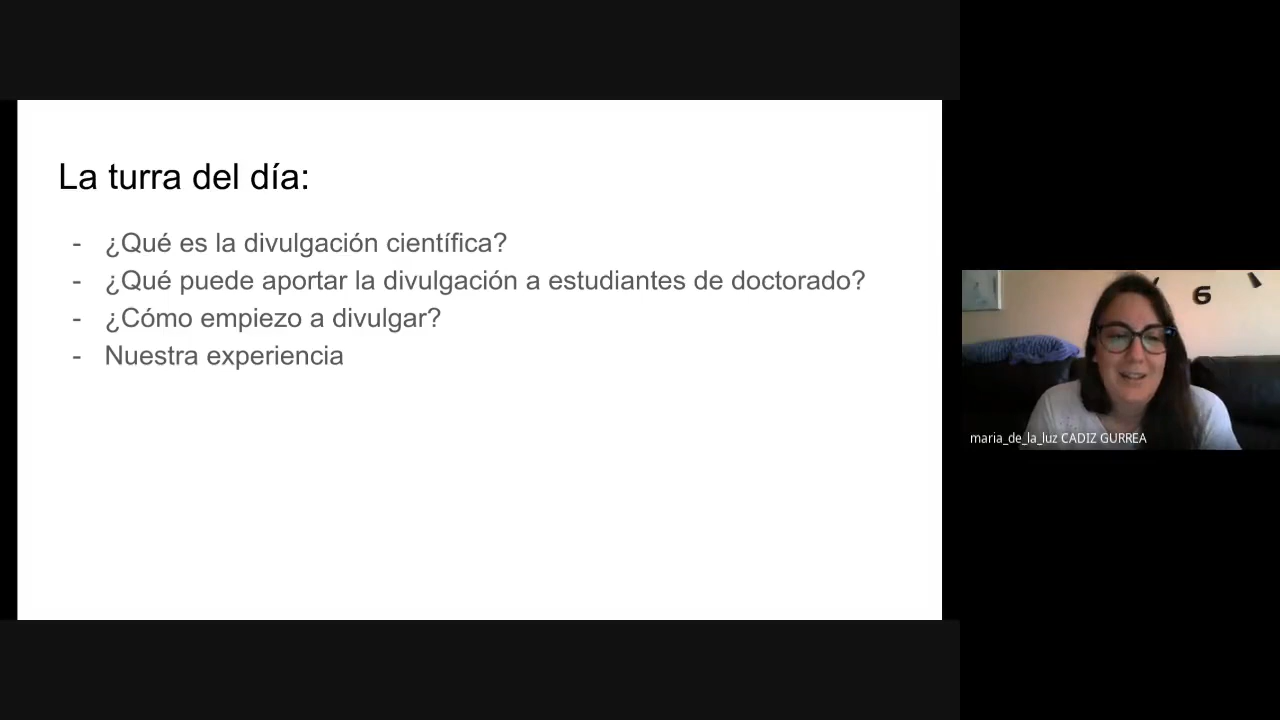 La turra del día:
- ¿Qué es la divulgación científica?
- ¿Qué puede aportar la divulgación a estudiantes de doctorado?
- ¿Cómo empiezo a divulgar?
- Nuestra experiencia
6
maria_de_la_luz CADIZ GURREA